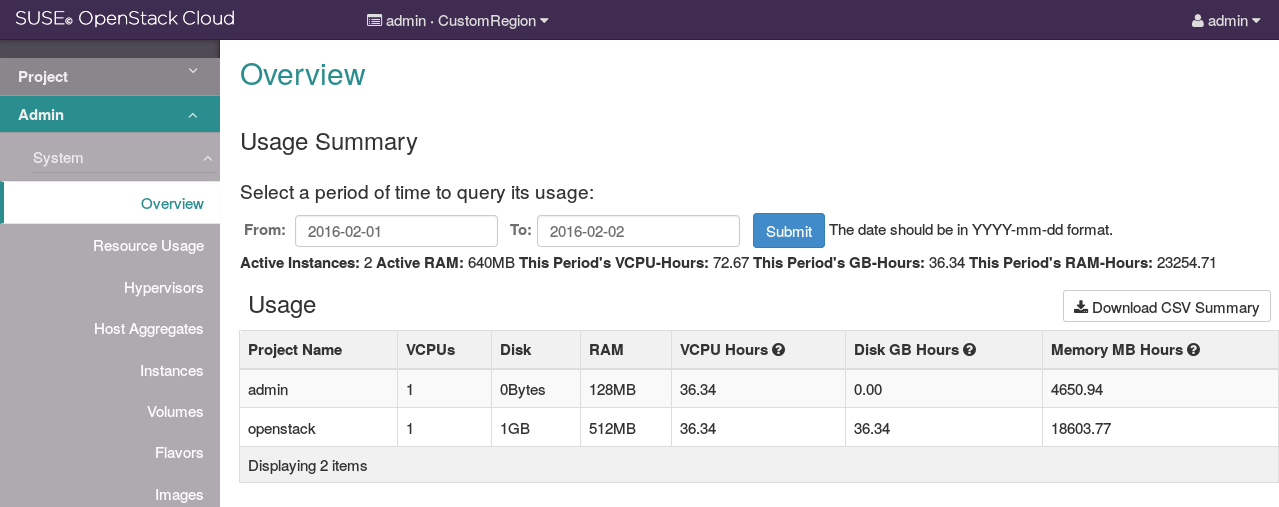 SUSE® OpenStack Cloud
admin · CustomRegion
admin
Project
Admin
System
Overview
Resource Usage
Hypervisors
Host Aggregates
Instances
Volumes
Flavors
Images
Overview
Usage Summary
Select a period of time to query its usage:
From: 2016-02-01 To: 2016-02-02 Submit The date should be in YYYY-mm-dd format.
Active Instances: 2 Active RAM: 640MB This Period's VCPU-Hours: 72.67 This Period's GB-Hours: 36.34 This Period's RAM-Hours: 23254.71
Usage
Download CSV Summary
Project Name VCPUs Disk RAM VCPU Hours Disk GB Hours Memory MB Hours
admin 1 0Bytes 128MB 36.34 0.00 4650.94
openstack 1 1GB 512MB 36.34 36.34 18603.77
Displaying 2 items